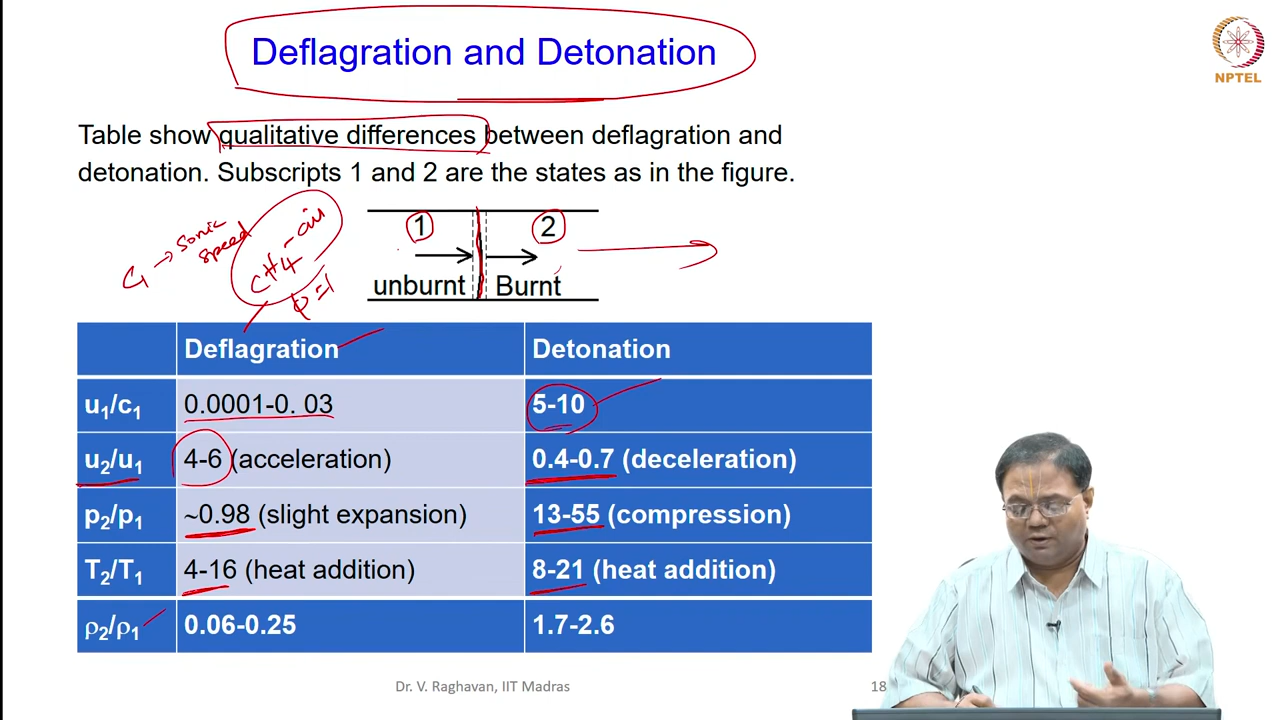 Deflagration and Detonation
NPTEL
Table show qualitative differences between deflagration and
detonation. Subscripts 1 and 2 are the states as in the figure.
C₁ → Sonic speed
CH4 - air
φ=1
1 2
unburnt Burnt
Deflagration Detonation
u₁/c₁ 0.0001-0. 03 5-10
u₂/u₁ 4-6 (acceleration) 0.4-0.7 (deceleration)
p₂/p₁ ~0.98 (slight expansion) 13-55 (compression)
T₂/T₁ 4-16 (heat addition) 8-21 (heat addition)
ρ₂/ρ₁ 0.06-0.25 1.7-2.6
Dr. V. Raghavan, IIT Madras 18